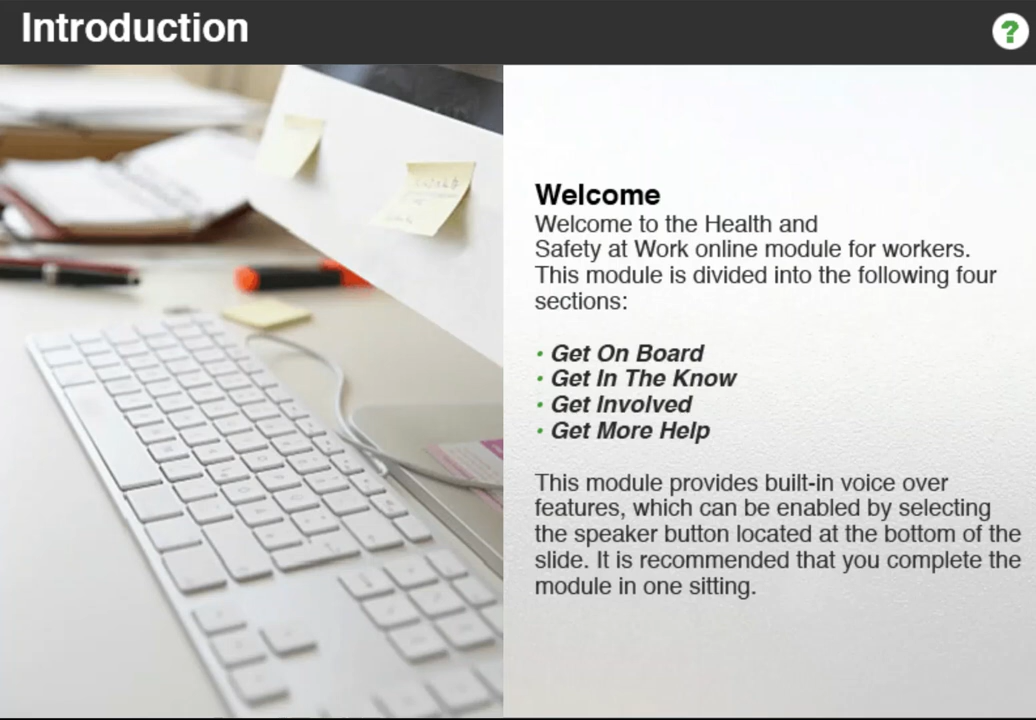 Introduction
?
Welcome
Welcome to the Health and
Safety at Work online module for workers.
This module is divided into the following four
sections:
• Get On Board
• Get In The Know
• Get Involved
• Get More Help
This module provides built-in voice over
features, which can be enabled by selecting
the speaker button located at the bottom of the
slide. It is recommended that you complete the
module in one sitting.